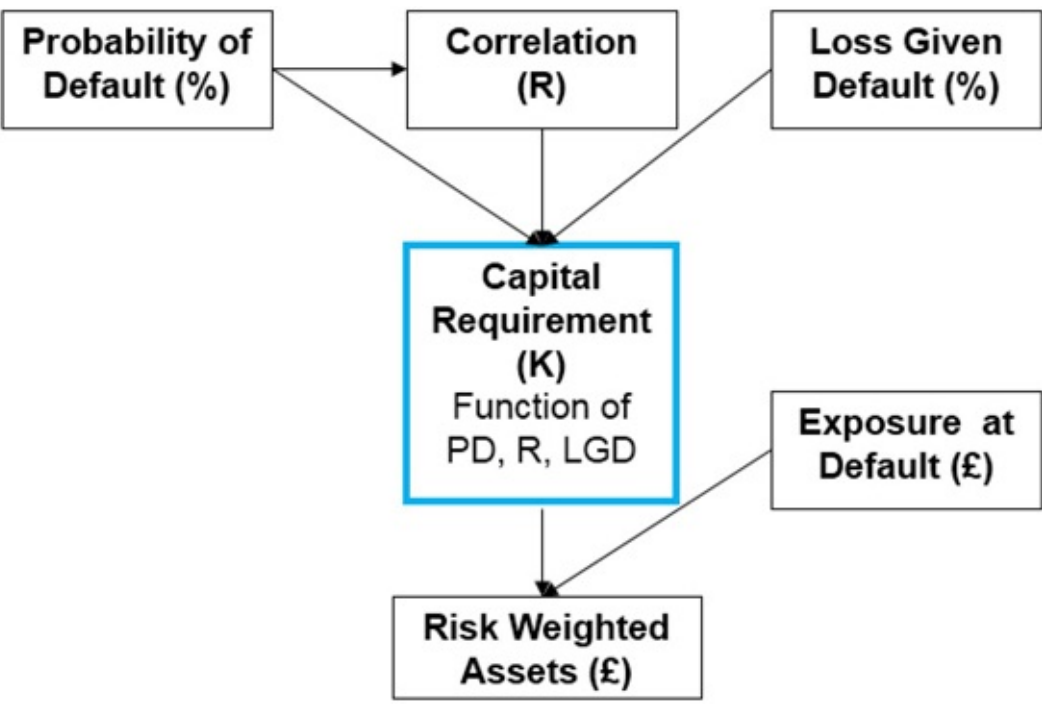 Probability of
Default (%)
Correlation
(R)
Loss Given
Default (%)
Capital
Requirement
(K)
Function of
PD, R, LGD
Exposure at
Default (£)
Risk Weighted
Assets (£)